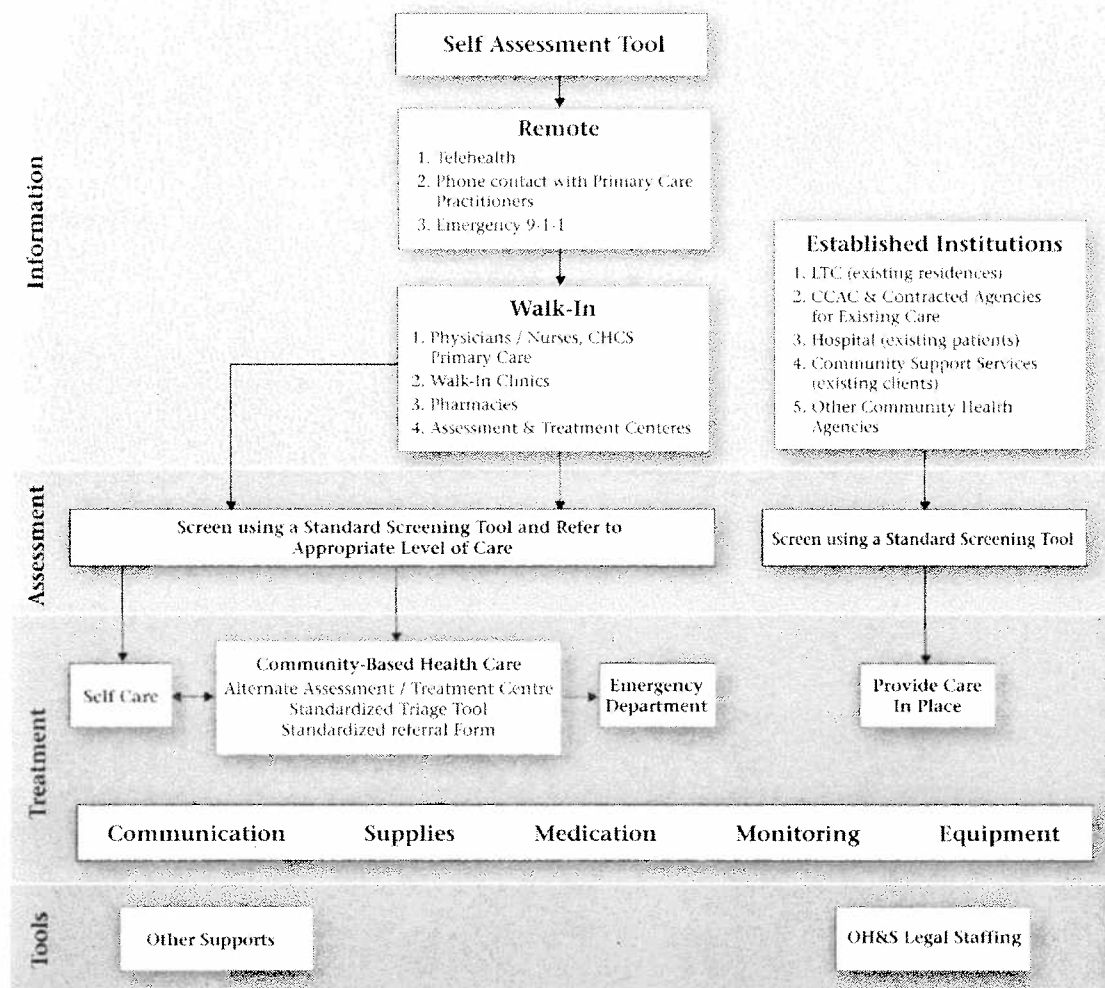 Self Assessment Tool
Remote
1. Telehealth
2. Phone contact with Primary Care
Practitioners
3. Emergency 9-1-1
Information
Established Institutions
1. LTC (existing residences)
2. CCAC & Contracted Agencies
for Existing Care
3. Hospital (existing patients)
4. Community Support Services
(existing clients)
5. Other Community Health
Agencies
Walk-In
1. Physicians / Nurses, CHCS
Primary Care
2. Walk-In Clinics
3. Pharmacies
4. Assessment & Treatment Centeres
Assessment
Screen using a Standard Screening Tool and Refer to
Appropriate Level of Care
Screen using a Standard Screening Tool
Treatment
Self Care
Community-Based Health Care
Alternate Assessment / Treatment Centre
Standardized Triage Tool
Standardized referral Form
Emergency
Department
Provide Care
In Place
Communication Supplies Medication Monitoring Equipment
Tools
Other Supports
OH&S Legal Staffing